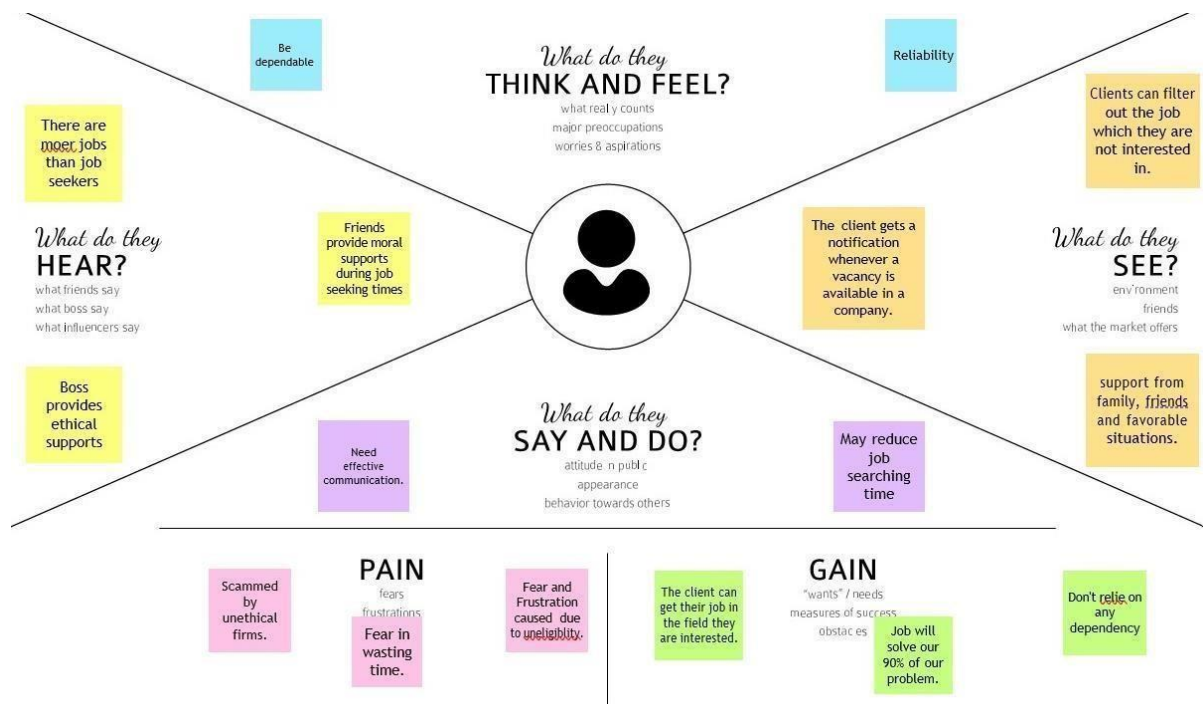 Be
dependable
What do they
THINK AND FEEL?
what really counts
major preoccupations
worries & aspirations
Reliability
There are
moer jobs
than job
seekers
What do they
HEAR?
what friends say
what boss say
what influencers say
Friends
provide moral
supports
during job
seeking times
Boss
provides
ethical
supports
The client gets a
notification
whenever a
vacancy is
available in a
company.
Clients can filter
out the job
which they are
not interested
in.
What do they
SEE?
environment
friends
what the market offers
support from
family, friends
and favorable
situations.
Need
effective
communication.
What do they
SAY AND DO?
attitude in public
appearance
behavior towards others
May reduce
job
searching
time
Scammed
by
unethical
firms.
PAIN
fears
frustrations
Fear in
wasting
time.
Fear and
Frustration
caused due
to uneligiblity.
The client can
get their job in
the field they
are interested.
GAIN
"wants" / needs
measures of success
obstacles
Job will
solve our
90% of our
problem.
Don't relie on
any
dependency